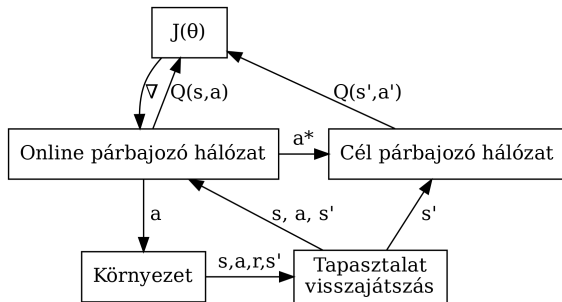 J(θ)
∇
Q(s,a)
Q(s',a')
Online párbajozó hálózat
a*
Cél párbajozó hálózat
a
s, a, s'
s'
Környezet
s,a,r,s'
Tapasztalat
visszajátszás